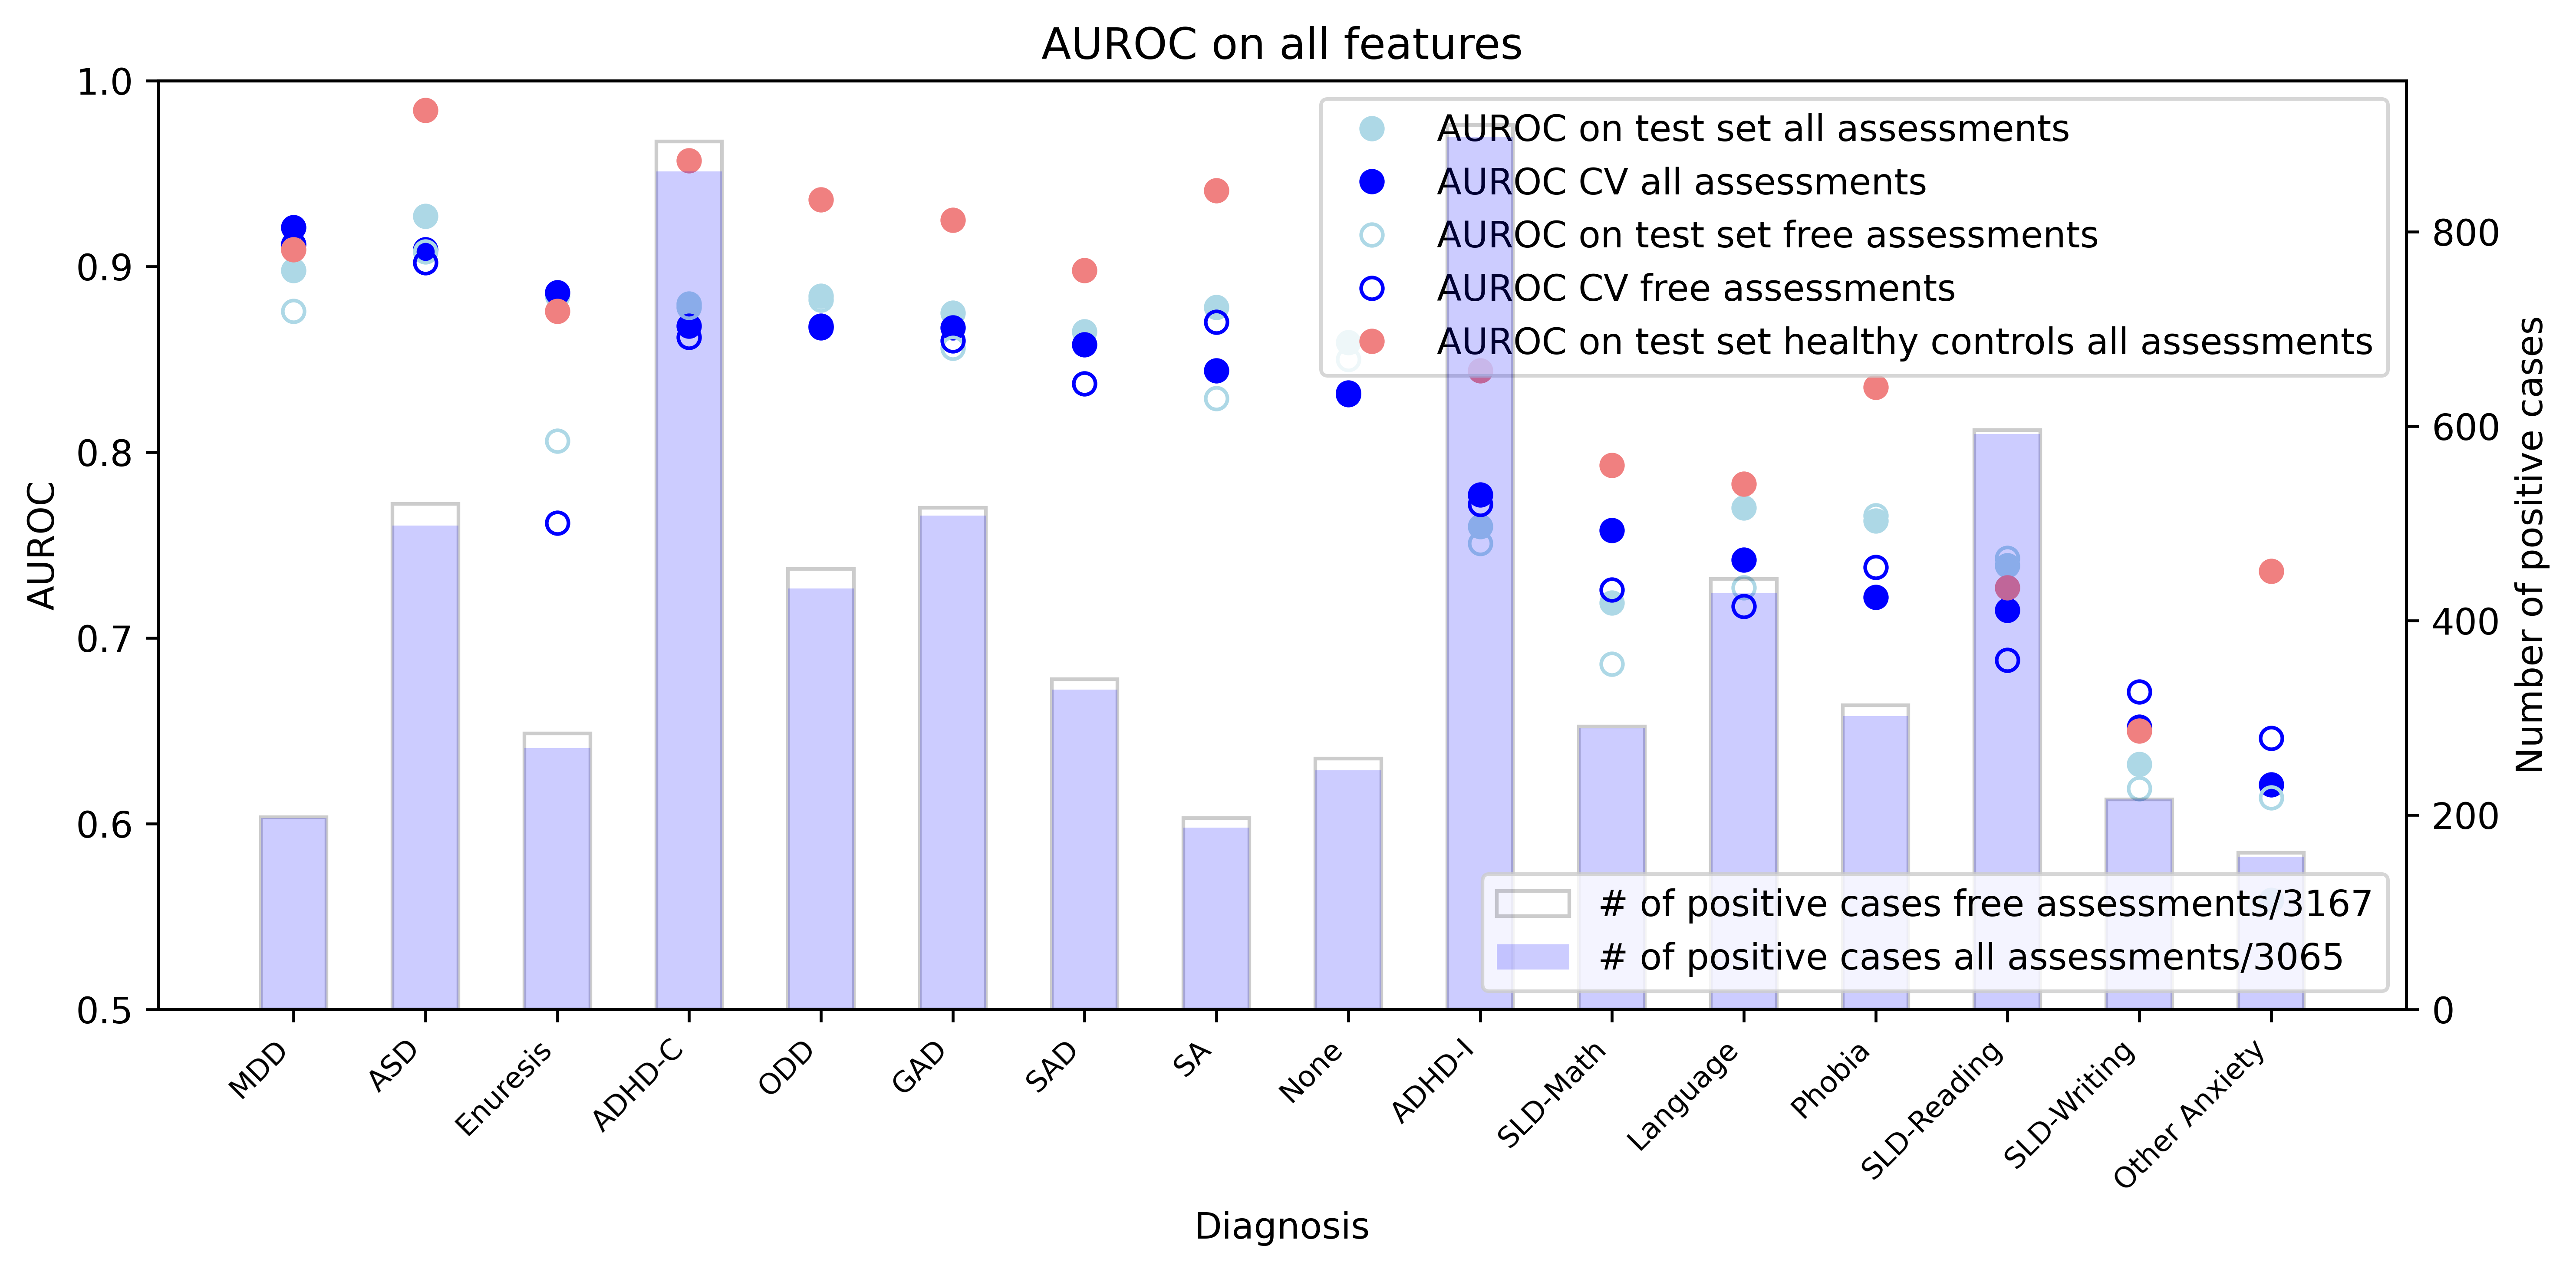 AUROC on all features
1.0
0.9
0.8
0.7
0.6
0.5
AUROC
AUROC on test set all assessments
AUROC CV all assessments
AUROC on test set free assessments
AUROC CV free assessments
AUROC on test set healthy controls all assessments
800
600
400
200
0
Number of positive cases
# of positive cases free assessments/3167
# of positive cases all assessments/3065
MDD
ASD
Enuresis
ADHD-C
ODD
GAD
SAD
SA
None
ADHD-I
SLD-Math
Language
Phobia
SLD-Reading
SLD-Writing
Other Anxiety
Diagnosis